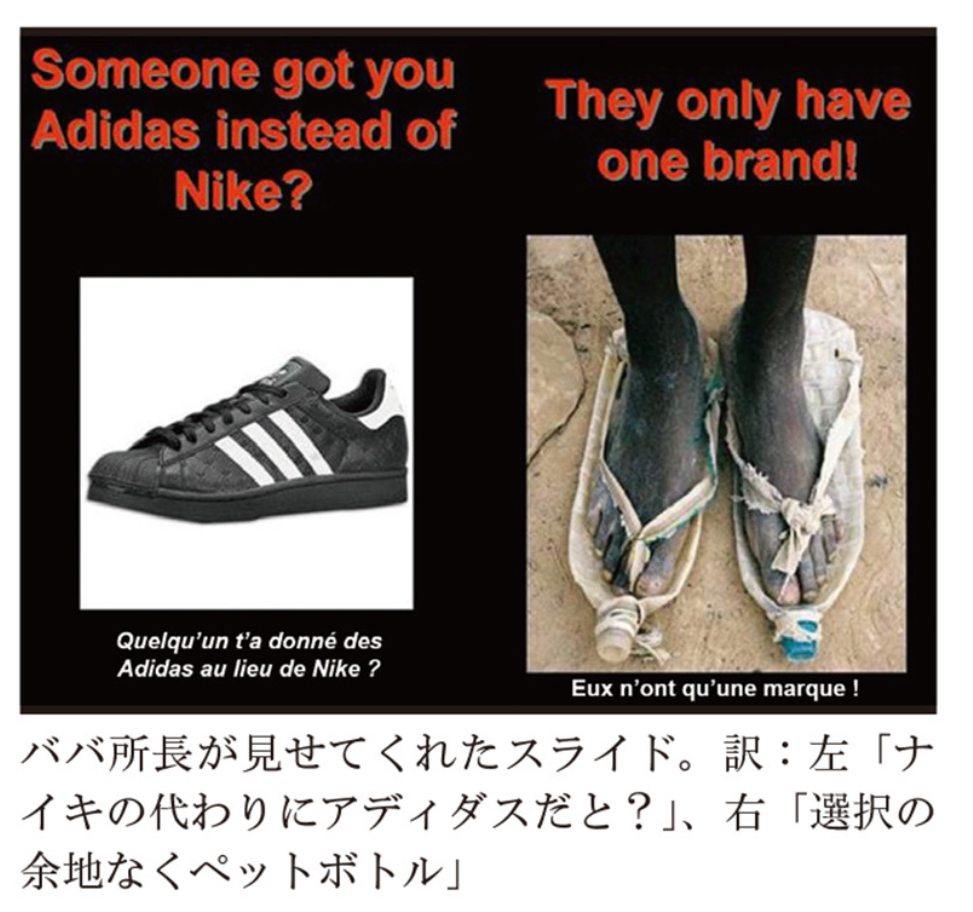 Someone got you
Adidas instead of
Nike?
Quelqu’un t’a donné des
Adidas au lieu de Nike ?
They only have
one brand!
Eux n’ont qu’une marque !
ババ所長が見せてくれたスライド。訳：左「ナ
イキの代わりにアディダスだと？」、右「選択の
余地なくペットボトル」